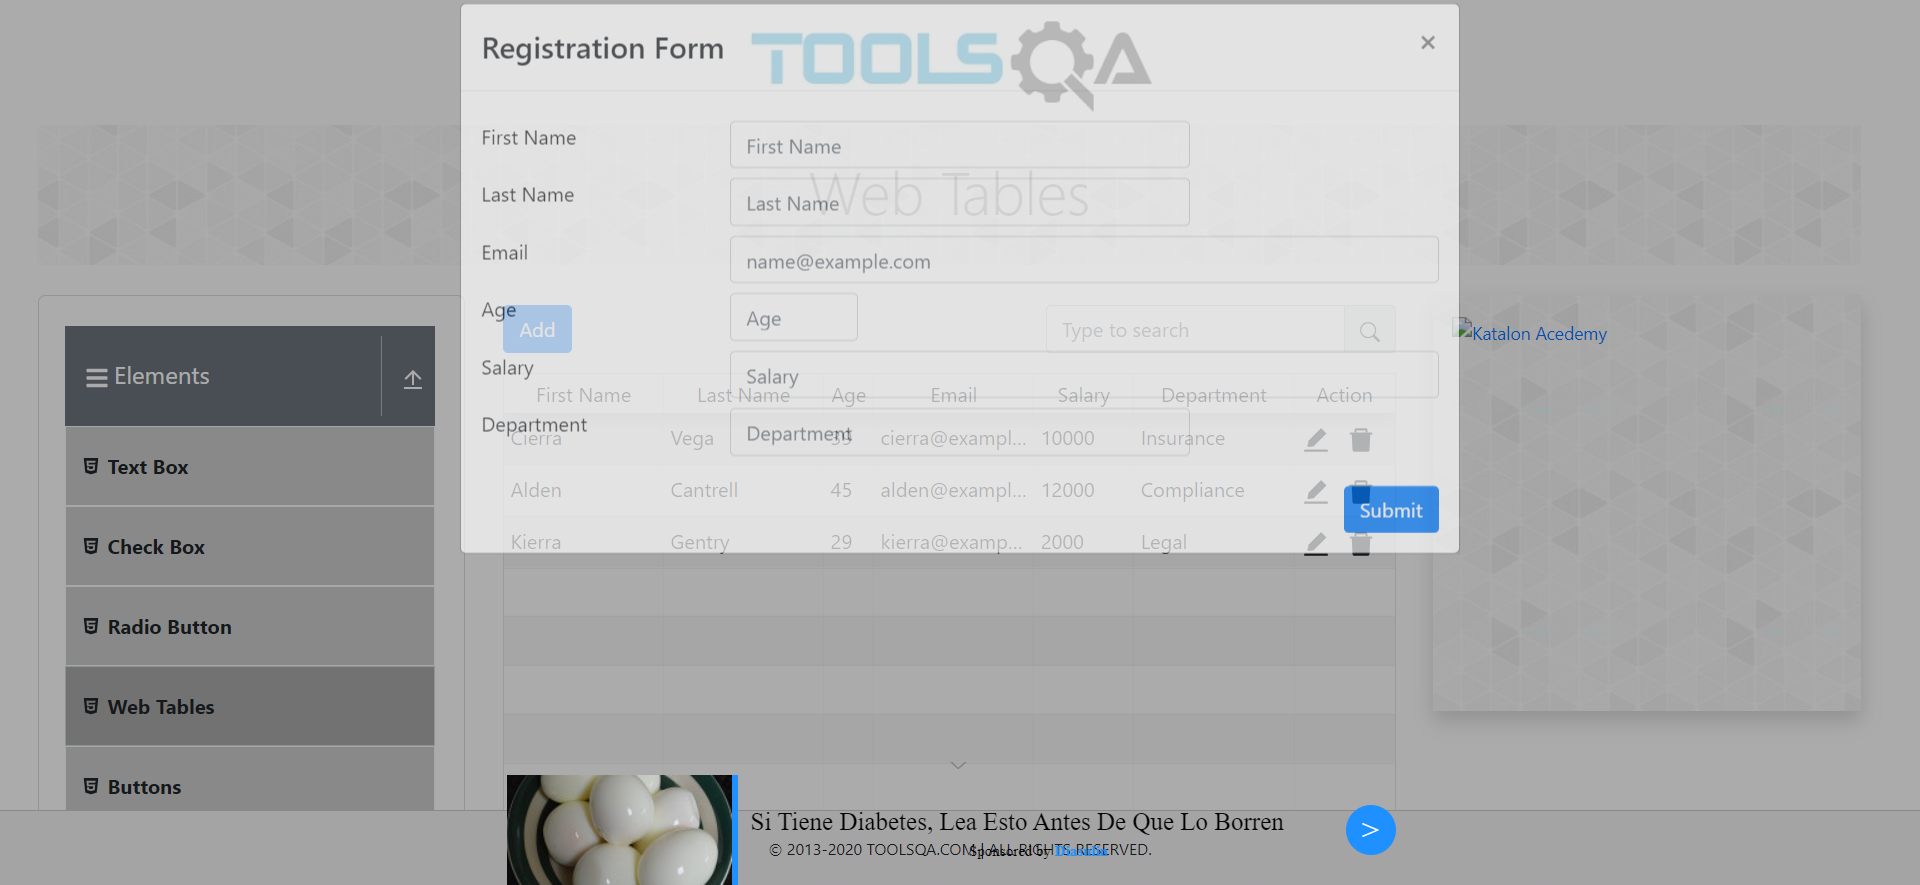 Registration Form
TOOLSQA
×
First Name
First Name
Last Name
Last Name
Web Tables
Email
name@example.com
Age
Age
Add
Type to search
Katalon Acedemy
Elements
Salary
Salary
First Name Last Name Age Email Salary Department Action
Department
Department
Cierra Vega cierra@exampl... 10000 Insurance
Text Box
Alden Cantrell 45 alden@exampl... 12000 Compliance
Submit
Kierra Gentry 29 kierra@examp... 2000 Legal
Check Box
Radio Button
Web Tables
Buttons
Si Tiene Diabetes, Lea Esto Antes De Que Lo Borren
>
© 2013-2020 TOOLSQA.COM | ALL RIGHTS RESERVED.
Sponsored by